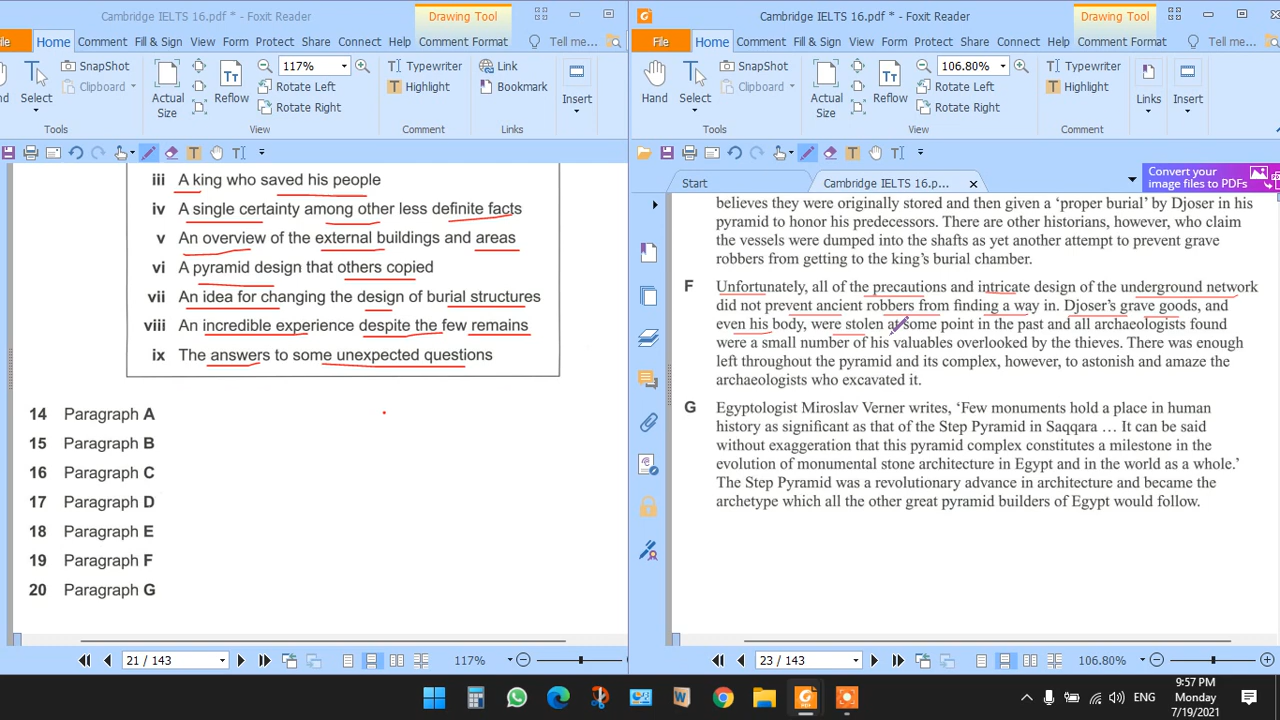 Cambridge IELTS 16.pdf * - Foxit Reader
Drawing Tool
File
Home
Comment
Fill & Sign
View
Form
Protect
Share
Connect
Help
Comment Format
Tell me...
SnapShot
Clipboard
Select
Tools
Actual Size
Reflow
117%
Rotate Left
Rotate Right
View
Typewriter
Highlight
Comment
Link
Bookmark
Links
Insert
iii A king who saved his people
iv A single certainty among other less definite facts
v An overview of the external buildings and areas
vi A pyramid design that others copied
vii An idea for changing the design of burial structures
viii An incredible experience despite the few remains
ix The answers to some unexpected questions
14 Paragraph A
15 Paragraph B
16 Paragraph C
17 Paragraph D
18 Paragraph E
19 Paragraph F
20 Paragraph G
21 / 143
117%
Cambridge IELTS 16.pdf * - Foxit Reader
Drawing Tool
File
Home
Comment
Fill & Sign
View
Form
Protect
Share
Connect
Help
Comment Format
Tell me...
Hand
Select
SnapShot
Clipboard
Tools
Actual Size
Reflow
106.80%
Rotate Left
Rotate Right
View
Typewriter
Highlight
Comment
Links
Insert
Start
Cambridge IELTS 16.p...
Convert your image files to PDFs
believes they were originally stored and then given a ‘proper burial’ by Djoser in his
pyramid to honor his predecessors. There are other historians, however, who claim
the vessels were dumped into the shafts as yet another attempt to prevent grave
robbers from getting to the king’s burial chamber.
F Unfortunately, all of the precautions and intricate design of the underground network
did not prevent ancient robbers from finding a way in. Djoser’s grave goods, and
even his body, were stolen at some point in the past and all archaeologists found
were a small number of his valuables overlooked by the thieves. There was enough
left throughout the pyramid and its complex, however, to astonish and amaze the
archaeologists who excavated it.
G Egyptologist Miroslav Verner writes, ‘Few monuments hold a place in human
history as significant as that of the Step Pyramid in Saqqara … It can be said
without exaggeration that this pyramid complex constitutes a milestone in the
evolution of monumental stone architecture in Egypt and in the world as a whole.’
The Step Pyramid was a revolutionary advance in architecture and became the
archetype which all the other great pyramid builders of Egypt would follow.
23 / 143
106.80%
ENG
9:57 PM
Monday
7/19/2021